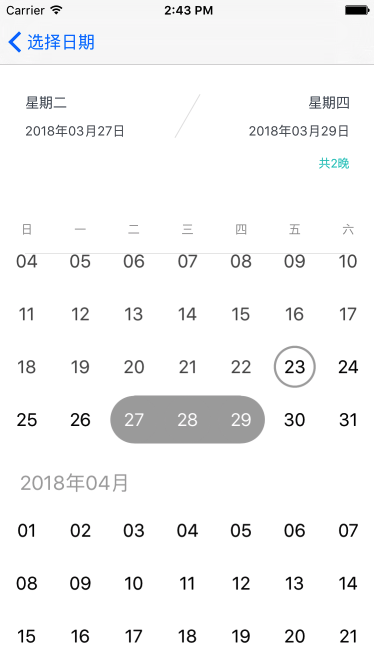 Carrier 2:43 PM
选择日期
星期二 星期四
2018年03月27日 2018年03月29日
共2晚
日 一 二 三 四 五 六
04 05 06 07 08 09 10
11 12 13 14 15 16 17
18 19 20 21 22 23 24
25 26 27 28 29 30 31
2018年04月
01 02 03 04 05 06 07
08 09 10 11 12 13 14
15 16 17 18 19 20 21